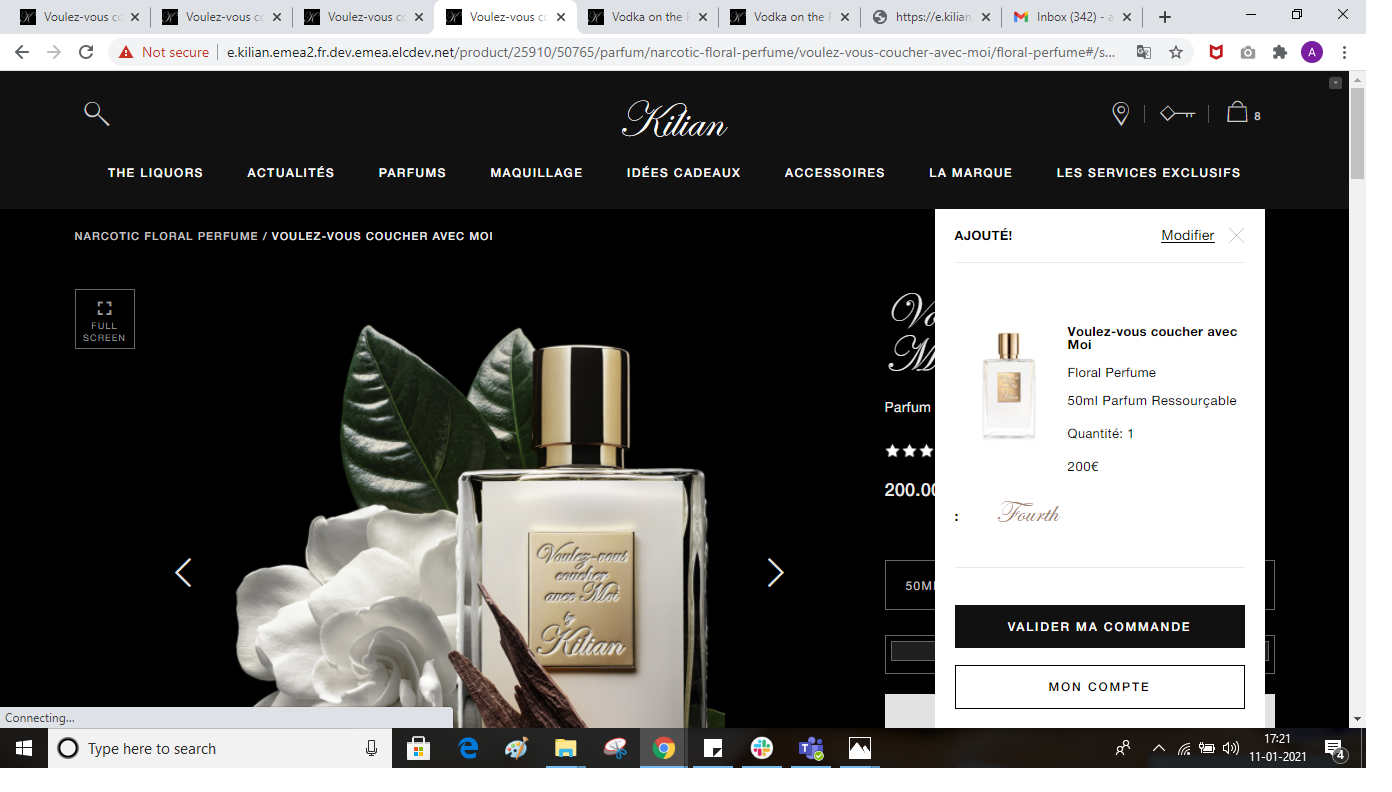 Voulez-vous co
Voulez-vous co
Voulez-vous co
Voulez-vous co
Vodka on the
Vodka on the
https://e.kilian.
Inbox (342) - a
Not secure
e.kilian.emea2.fr.dev.emea.elcdev.net/product/25910/50765/parfum/narcotic-floral-perfume/voulez-vous-coucher-avec-moi/floral-perfume#/s...
A
Kilian
8
THE LIQUORS
ACTUALITÉS
PARFUMS
MAQUILLAGE
IDÉES CADEAUX
ACCESSOIRES
LA MARQUE
LES SERVICES EXCLUSIFS
NARCOTIC FLORAL PERFUME / VOULEZ-VOUS COUCHER AVEC MOI
FULL
SCREEN
Voulez-vous
coucher
avec Moi
by
Kilian
Parfum
200.00
50ML
AJOUTÉ!
Modifier
Voulez-vous coucher avec
Moi
Floral Perfume
50ml Parfum Ressourçable
Quantité: 1
200€
:
Fourth
VALIDER MA COMMANDE
MON COMPTE
Connecting...
Type here to search
17:21
11-01-2021
4